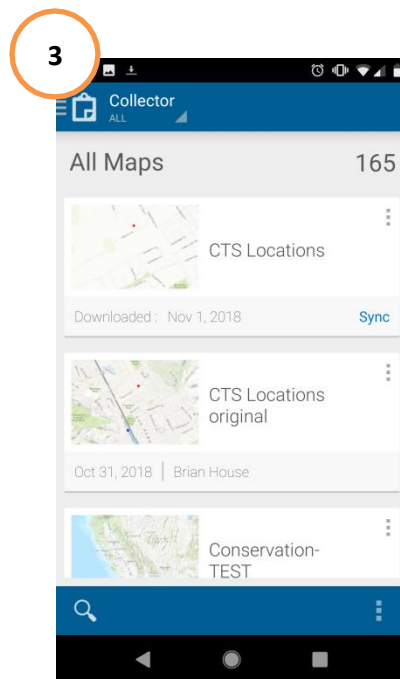 3
Collector
ALL
All Maps 165
CTS Locations
Downloaded : Nov 1, 2018 Sync
CTS Locations
original
Oct 31, 2018 | Brian House
Conservation-
TEST